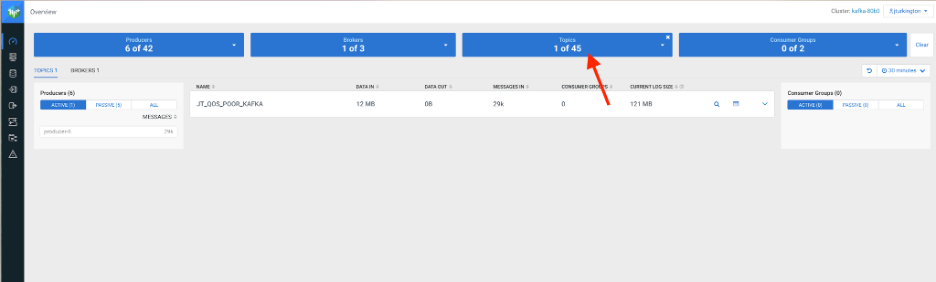 Overview
Cluster: kafka 80b0
jturkington
Producers
6 of 42
Brokers
1 of 3
Topics
1 of 45
Consumer Groups
0 of 2
Clear
TOPICS 1
BROKERS 1
30 minutes
Producers (6)
ACTIVE (1)
PASSIVE (5)
ALL
MESSAGES
producer-6
29k
NAME
DATA IN
DATA OUT
MESSAGES IN
CONSUMER GROUPS
CURRENT LOG SIZE
JT_QOS_POOR_KAFKA
12 MB
0B
29k
0
121 MB
Consumer Groups (0)
ACTIVE (0)
PASSIVE (0)
ALL